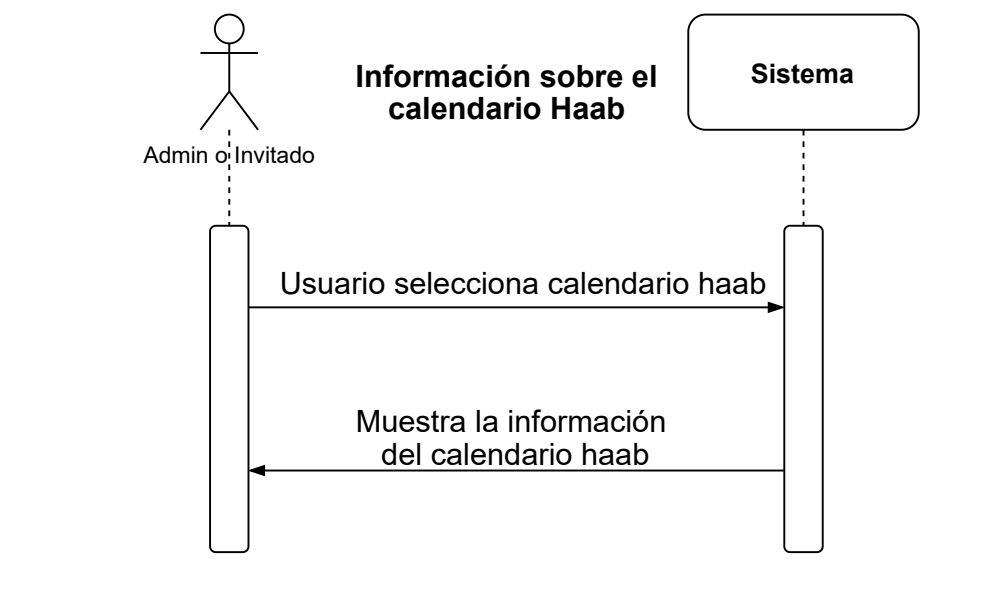 Información sobre el
calendario Haab
Sistema
Admin o Invitado
Usuario selecciona calendario haab
Muestra la información
del calendario haab